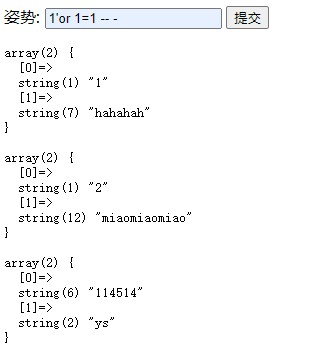 姿势: 1'or 1=1 -- - 提交
array(2) {
  [0]=>
  string(1) "1"
  [1]=>
  string(7) "hahahah"
}
array(2) {
  [0]=>
  string(1) "2"
  [1]=>
  string(12) "miaomiaomiao"
}
array(2) {
  [0]=>
  string(6) "114514"
  [1]=>
  string(2) "ys"
}